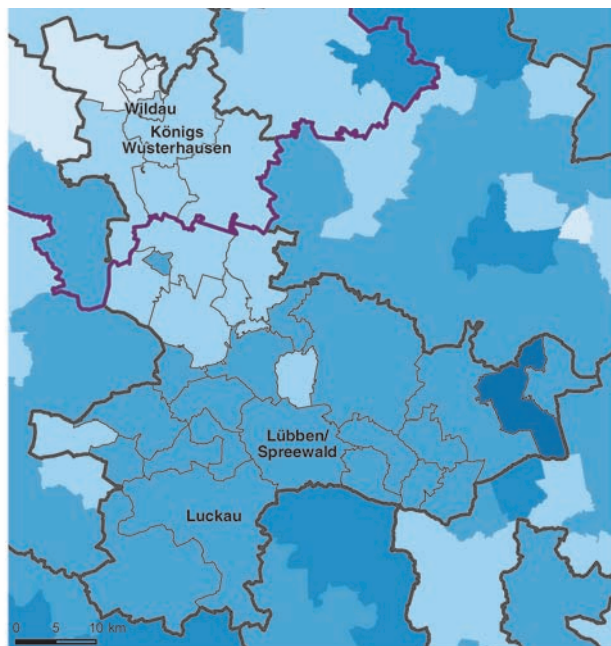 Wildau
Königs
Wusterhausen
Lübben/
Spreewald
Luckau
0 5 10 km